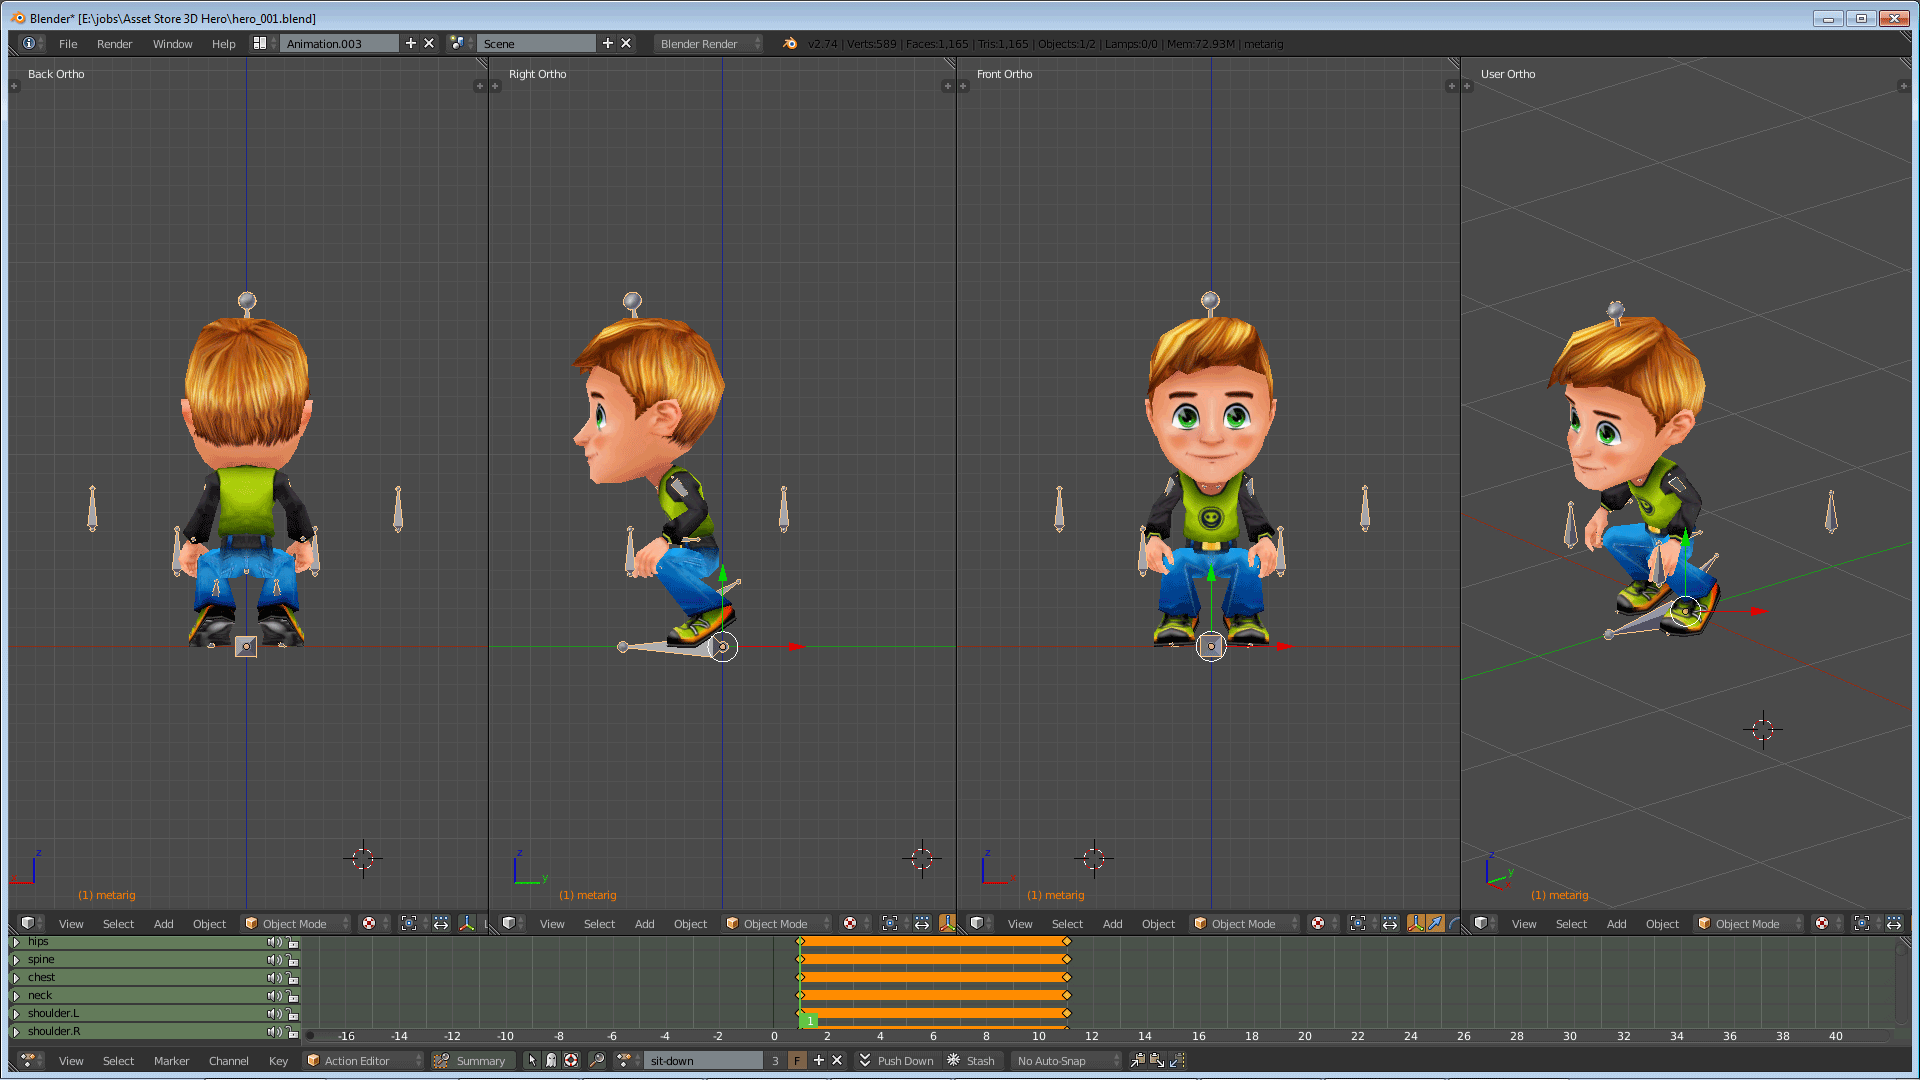 Blender* [E:\jobs\Asset Store 3D Hero\hero_001.blend]
File Render Window Help Animation.003 Scene Blender Render v2.74 | Verts:589 | Faces:1,165 | Tris:1,165 | Objects:1/2 | Lamps:0/0 | Mem:72.93M | metarig
Back Ortho Right Ortho Front Ortho User Ortho
z z z z
y y
x x
(1) metarig (1) metarig (1) metarig (1) metarig
View Select Add Object Object Mode View Select Add Object Object Mode View Select Add Object Object Mode View Select Add Object Object Mode
hips
spine
chest
neck
shoulder.L
1
shoulder.R
-16 -14 -12 -10 -8 -6 -4 -2 0 2 4 6 8 10 12 14 16 18 20 22 24 26 28 30 32 34 36 38 40
View Select Marker Channel Key Action Editor Summary sit-down 3 F Push Down Stash No Auto-Snap